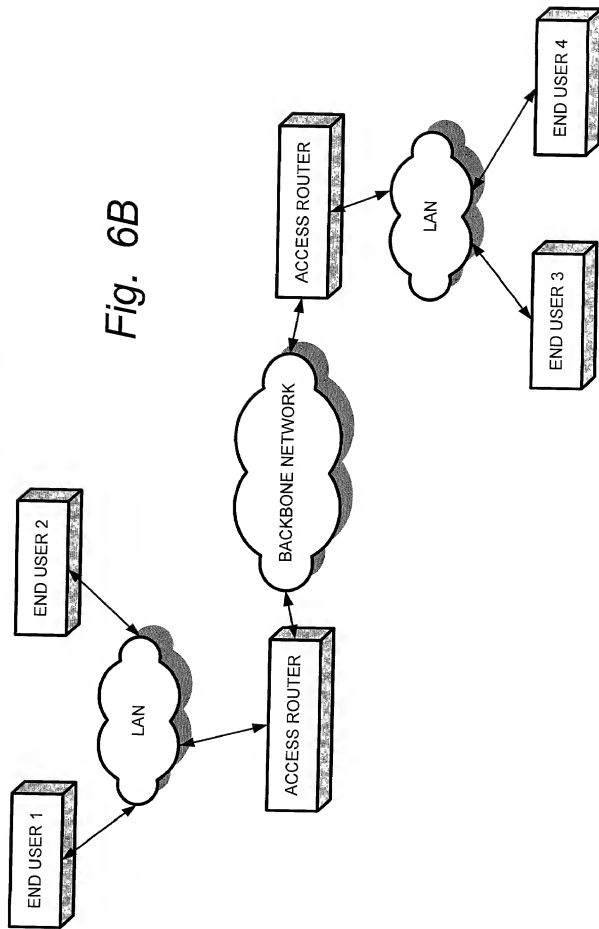 Fig. 6B
END USER 1
END USER 2
LAN
ACCESS ROUTER
BACKBONE NETWORK
ACCESS ROUTER
LAN
END USER 3
END USER 4